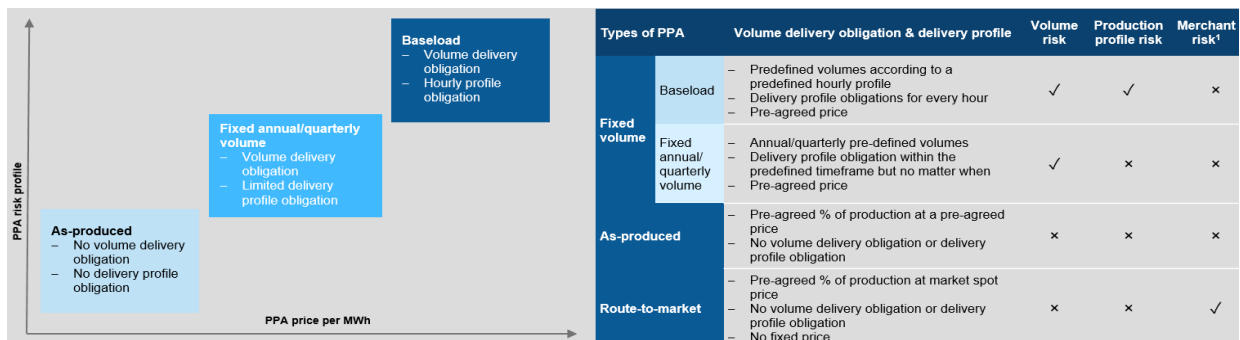 PPA risk profile
Baseload
– Volume delivery
obligation
– Hourly profile
obligation
Fixed annual/quarterly
volume
– Volume delivery
obligation
– Limited delivery
profile obligation
As-produced
– No volume delivery
obligation
– No delivery profile
obligation
PPA price per MWh
Types of PPA
Volume delivery obligation & delivery profile
Volume
risk
Production
profile risk
Merchant
risk¹
Fixed
volume
Baseload
– Predefined volumes according to a
predefined hourly profile
– Delivery profile obligations for every hour
– Pre-agreed price
✓ ✓ ×
Fixed
annual/
quarterly
volume
– Annual/quarterly pre-defined volumes
– Delivery profile obligation within the
predefined timeframe but no matter when
– Pre-agreed price
✓ × ×
As-produced
– Pre-agreed % of production at a pre-agreed
price
– No volume delivery obligation or delivery
profile obligation
× × ×
Route-to-market
– Pre-agreed % of production at market spot
price
– No volume delivery obligation or delivery
profile obligation
– No fixed price
× × ✓